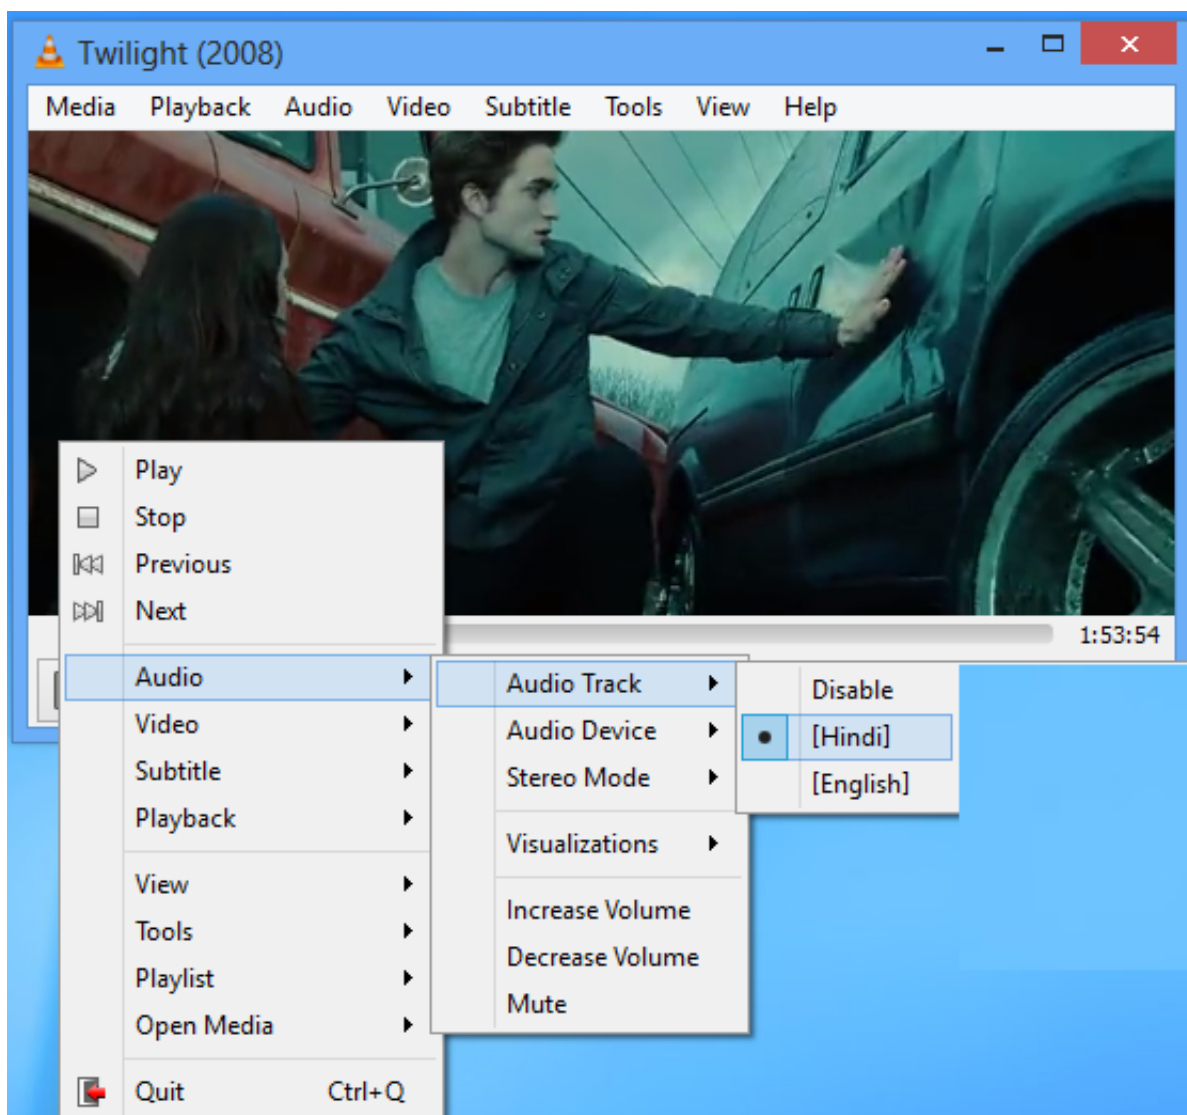 Twilight (2008)
Media Playback Audio Video Subtitle Tools View Help
1:53:54
Play
Stop
Previous
Next
Audio
Video
Subtitle
Playback
View
Tools
Playlist
Open Media
Quit Ctrl+Q
Audio Track
Audio Device
Stereo Mode
Visualizations
Increase Volume
Decrease Volume
Mute
Disable
[Hindi]
[English]